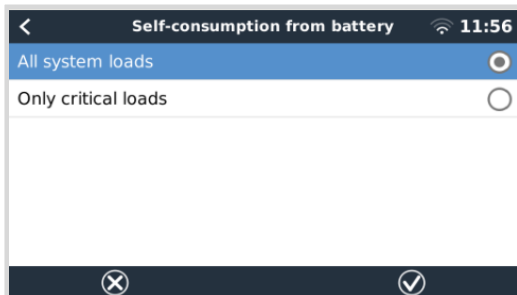 Self-consumption from battery 11:56
All system loads
Only critical loads